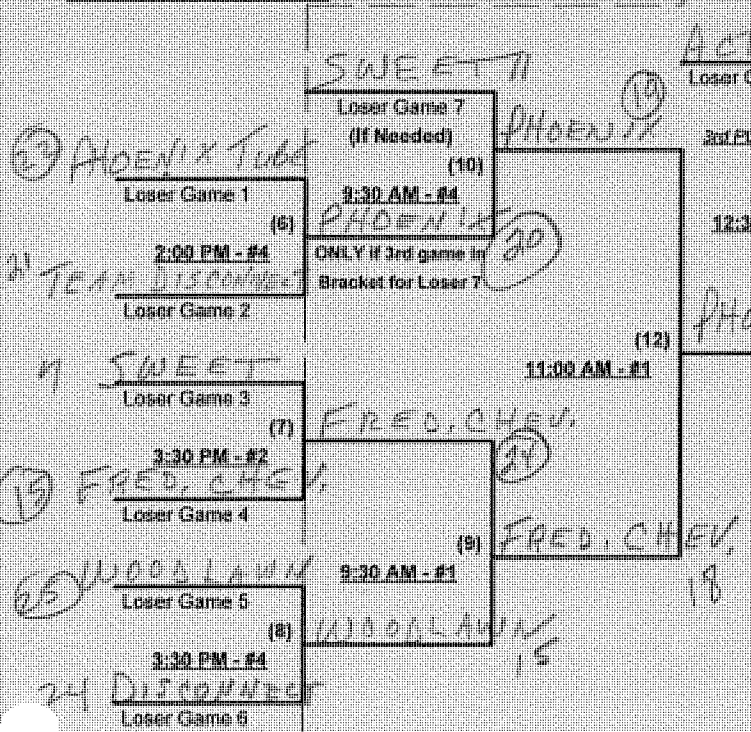 ACT
SWEET 11
Loser G
Loser Game 7
(If Needed)
19
PHOENIX
3rd Pl
(10)
23 PHOENIX TUBE
Loser Game 1
9:30 AM - #4
(6)
PHOENIX
20
12:3
2:00 PM - #4
ONLY if 3rd game in
21 TEAM DISCONNECT
Bracket for Loser 7
Loser Game 2
PHO
(12)
SWEET
11:00 AM - #1
Loser Game 3
(7)
FRED. CHEV.
24
3:30 PM - #2
15 FRED. CHEV.
Loser Game 4
(9)
FRED. CHEV.
18
WOODLAWN
9:30 AM - #1
Loser Game 5
(8)
WOODLAWN
15
3:30 PM - #4
24 DISCONNECT
Loser Game 6